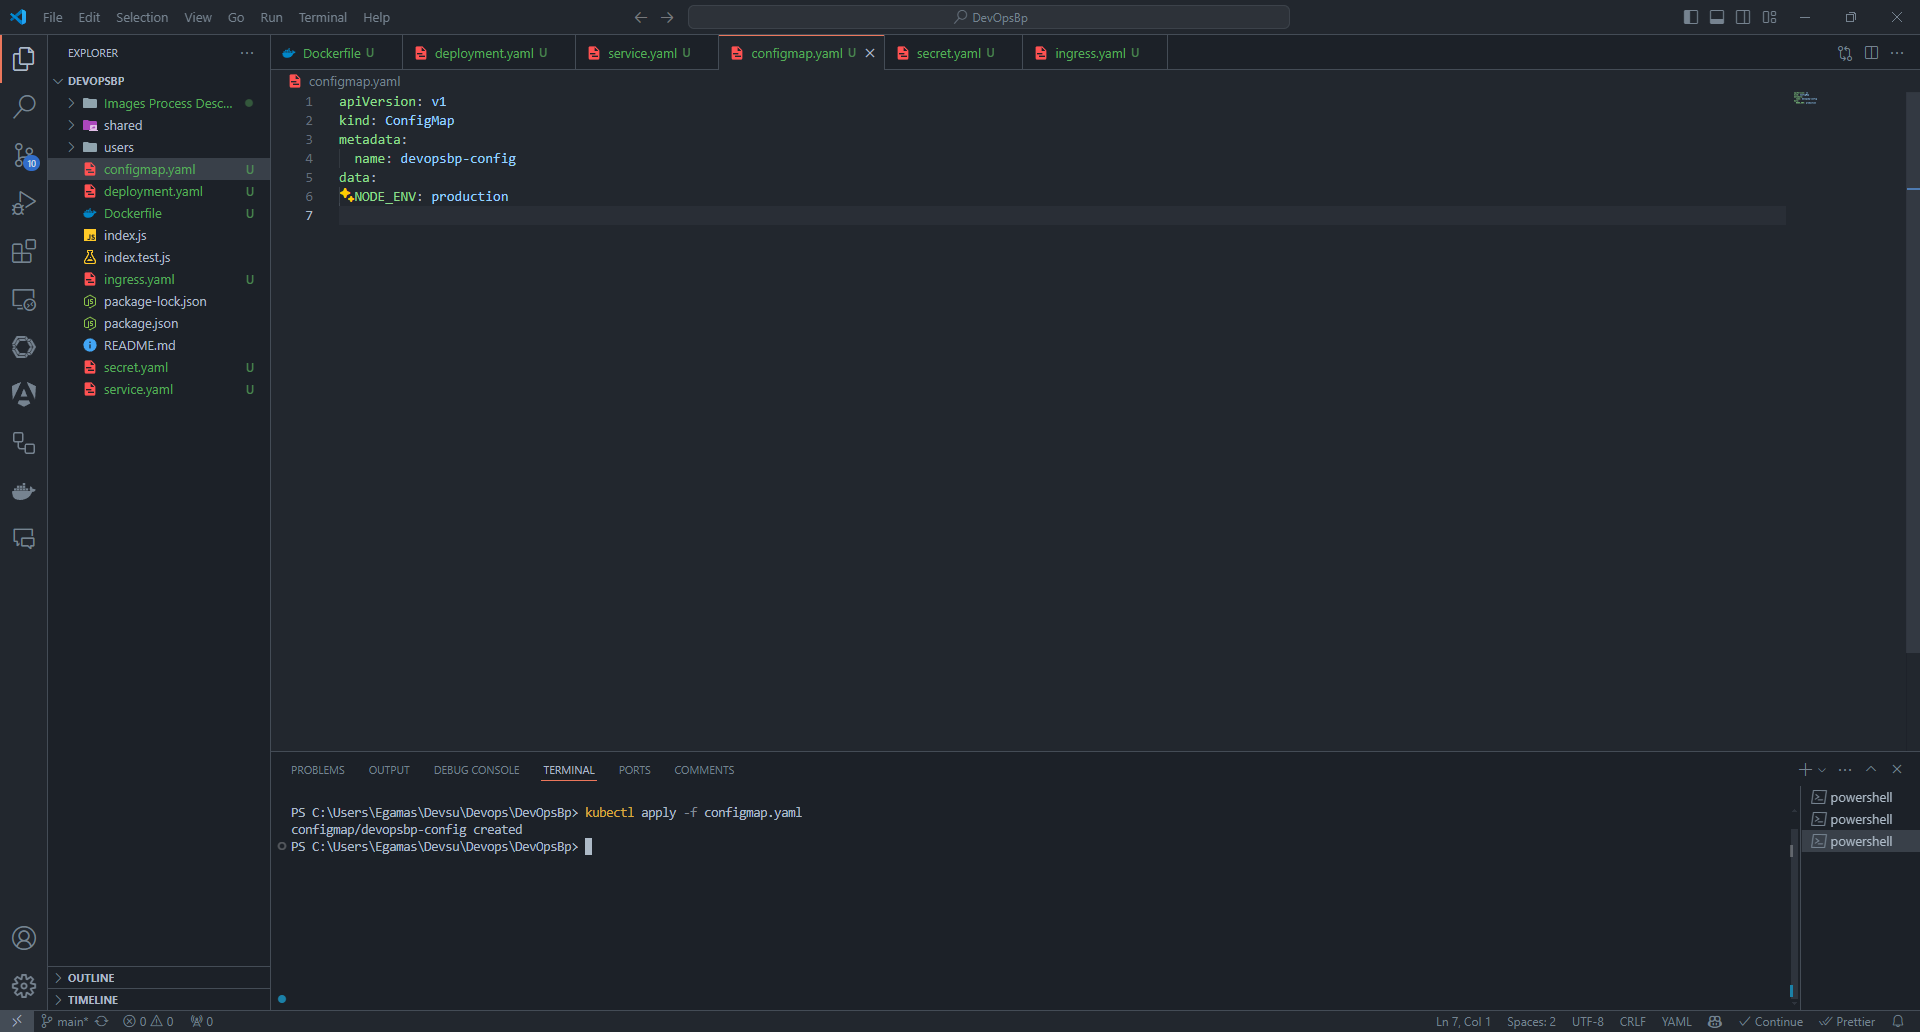 File Edit Selection View Go Run Terminal Help
DevOpsBp
EXPLORER
DEVOPSBP
Images Process Desc...
shared
users
configmap.yaml U
deployment.yaml U
Dockerfile U
index.js
index.test.js
ingress.yaml U
package-lock.json
package.json
README.md
secret.yaml U
service.yaml U
OUTLINE
TIMELINE
10
Dockerfile U deployment.yaml U service.yaml U configmap.yaml U secret.yaml U ingress.yaml U
configmap.yaml
1 apiVersion: v1
2 kind: ConfigMap
3 metadata:
4 name: devopsbp-config
5 data:
6 NODE_ENV: production
7
PROBLEMS OUTPUT DEBUG CONSOLE TERMINAL PORTS COMMENTS
PS C:\Users\Egamas\Devsu\Devops\DevOpsBp> kubectl apply -f configmap.yaml
configmap/devopsbp-config created
PS C:\Users\Egamas\Devsu\Devops\DevOpsBp>
powershell
powershell
powershell
main* 0 0 0 Ln 7, Col 1 Spaces: 2 UTF-8 CRLF YAML Continue Prettier